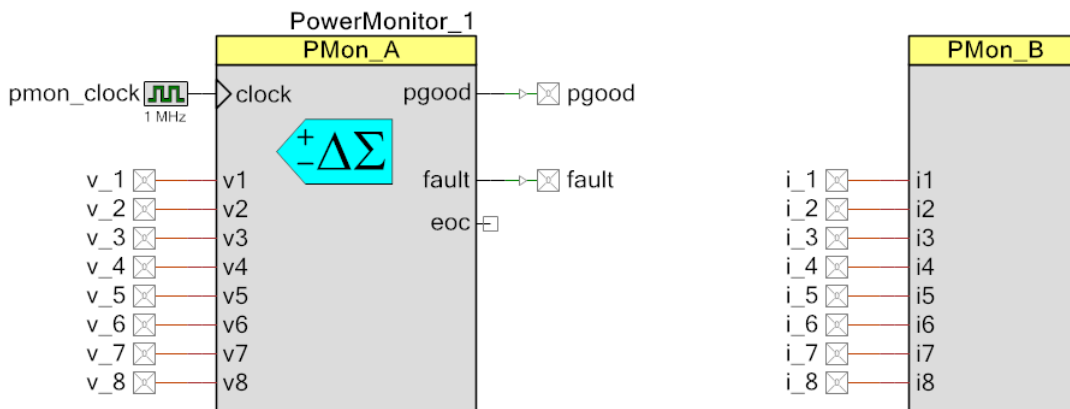 PowerMonitor_1
PMon_A
PMon_B
pmon_clock
1 MHz
clock
pgood
pgood
+
−ΔΣ
v_1 v1 fault fault
v_2 v2
eoc
v_3 v3
v_4 v4
v_5 v5
v_6 v6
v_7 v7
v_8 v8
i_1 i1
i_2 i2
i_3 i3
i_4 i4
i_5 i5
i_6 i6
i_7 i7
i_8 i8